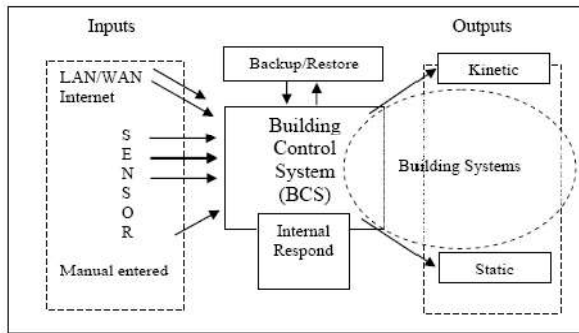 Inputs
Outputs
LAN/WAN
Internet
Backup/Restore
Kinetic
S
E
N
S
O
R
Building
Control
System
(BCS)
Building Systems
Internal
Respond
Manual entered
Static